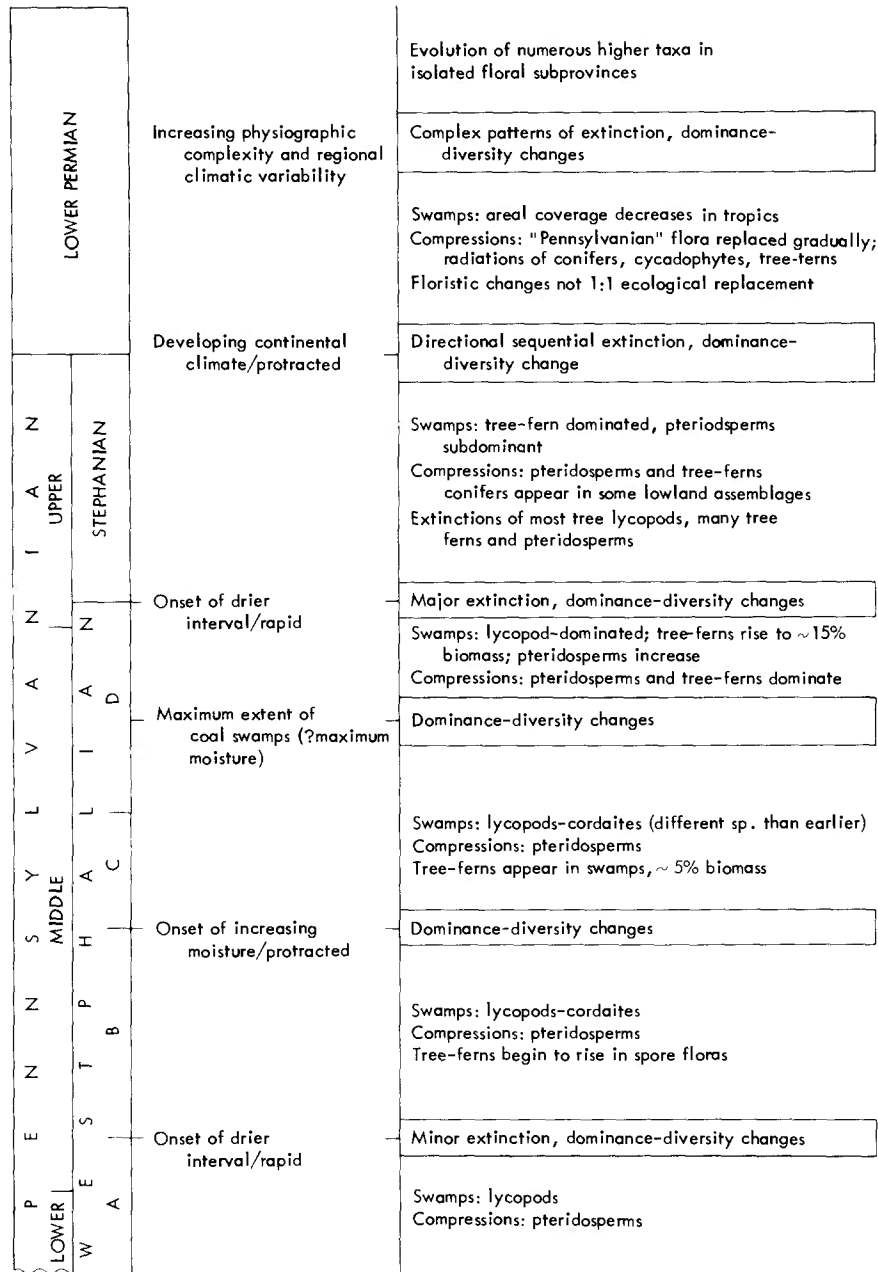 LOWER PERMIAN
PENNSYLVANIAN
UPPER
MIDDLE
LOWER
STEPHANIAN
WESTPHALIAN
D
C
B
A
Increasing physiographic
complexity and regional
climatic variability
Developing continental
climate/protracted
Onset of drier
interval/rapid
Maximum extent of
coal swamps (?maximum
moisture)
Onset of increasing
moisture/protracted
Onset of drier
interval/rapid
Evolution of numerous higher taxa in
isolated floral subprovinces
Complex patterns of extinction, dominance-
diversity changes
Swamps: areal coverage decreases in tropics
Compressions: "Pennsylvanian" flora replaced gradually;
radiations of conifers, cycadophytes, tree-terns
Floristic changes not 1:1 ecological replacement
Directional sequential extinction, dominance-
diversity change
Swamps: tree-fern dominated, pteriodsperms
subdominant
Compressions: pteridosperms and tree-ferns
conifers appear in some lowland assemblages
Extinctions of most tree lycopods, many tree
ferns and pteridosperms
Major extinction, dominance-diversity changes
Swamps: lycopod-dominated; tree-ferns rise to ~15%
biomass; pteridosperms increase
Compressions: pteridosperms and tree-ferns dominate
Dominance-diversity changes
Swamps: lycopods-cordaites (different sp. than earlier)
Compressions: pteridosperms
Tree-ferns appear in swamps, ~ 5% biomass
Dominance-diversity changes
Swamps: lycopods-cordaites
Compressions: pteridosperms
Tree-ferns begin to rise in spore floras
Minor extinction, dominance-diversity changes
Swamps: lycopods
Compressions: pteridosperms